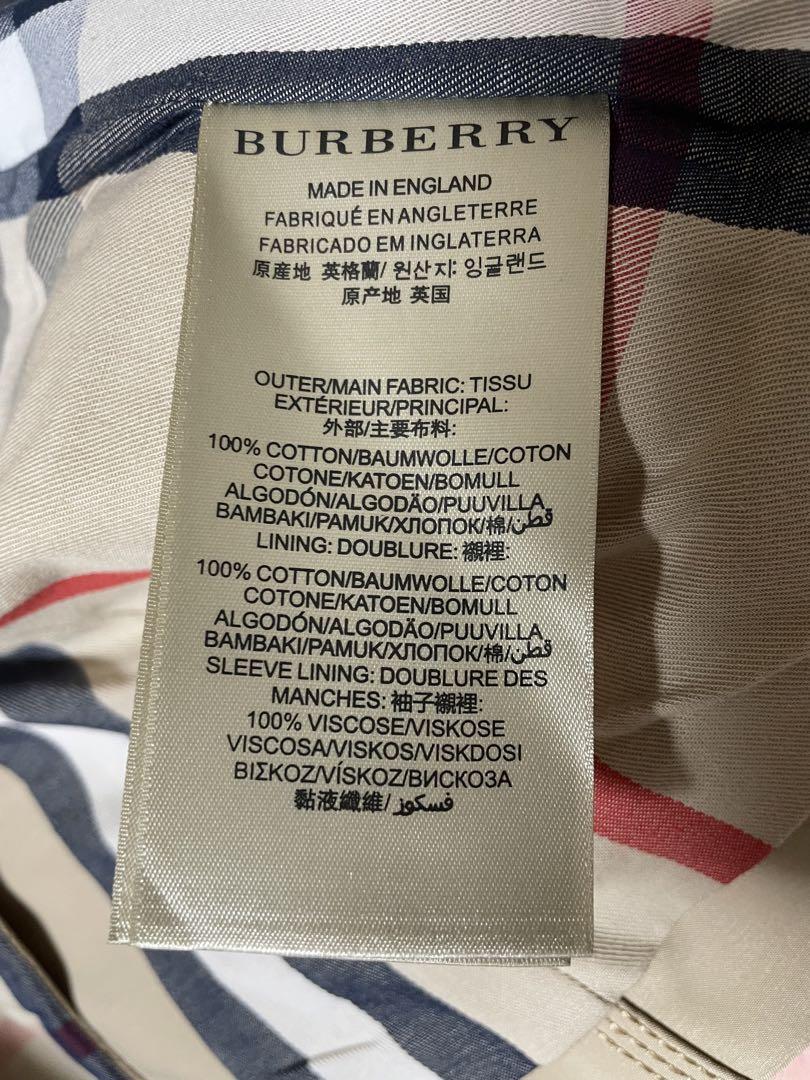 BURBERRY
MADE IN ENGLAND
FABRIQUÉ EN ANGLETERRE
FABRICADO EM INGLATERRA
原産地 英格蘭/ 원산지: 잉글랜드
原产地 英国
OUTER/MAIN FABRIC: TISSU
EXTÉRIEUR/PRINCIPAL:
外部/主要布料:
100% COTTON/BAUMWOLLE/COTON
COTONE/KATOEN/BOMULL
ALGODÓN/ALGODÃO/PUUVILLA
BAMBAKI/PAMUK/ХЛОПОК/棉/قطن
LINING: DOUBLURE: 襯裡:
100% COTTON/BAUMWOLLE/COTON
COTONE/KATOEN/BOMULL
ALGODÓN/ALGODÃO/PUUVILLA
BAMBAKI/PAMUK/ХЛОПОК/棉/قطن
SLEEVE LINING: DOUBLURE DES
MANCHES: 袖子襯裡:
100% VISCOSE/VISKOSE
VISCOSA/VISKOS/VISKDOSI
ΒΙΣΚΟΖ/VÍSKOZ/ВИСКОЗА
黏液纖維/فسكوز